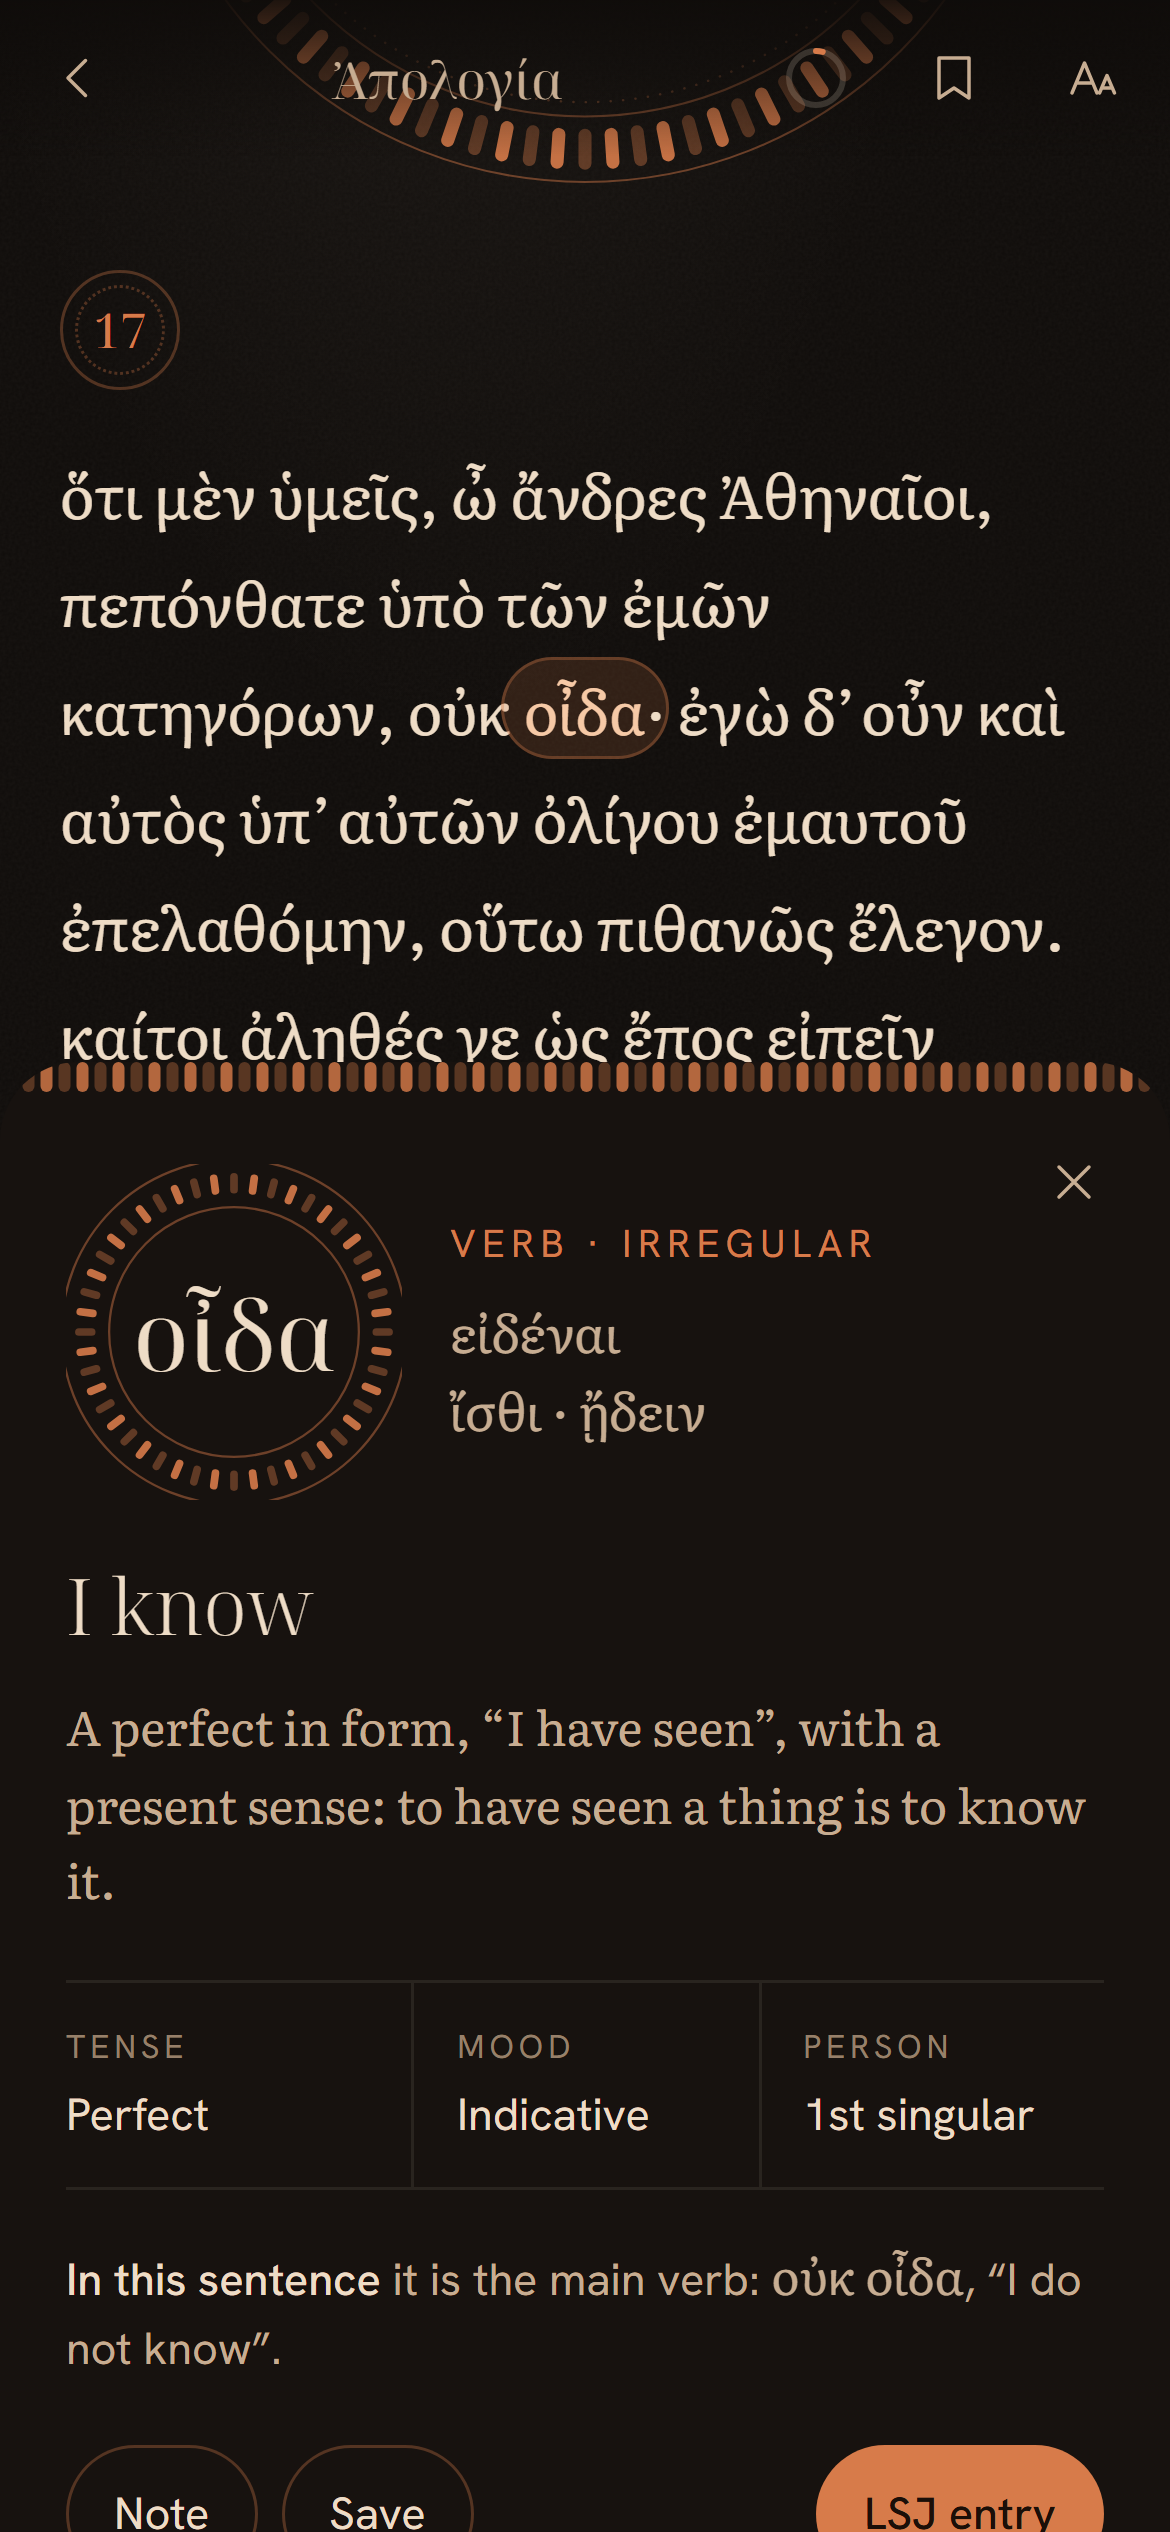 Ἀπολογία
AA
17
ὅτι μὲν ὑμεῖς, ὦ ἄνδρες Ἀθηναῖοι,
πεπόνθατε ὑπὸ τῶν ἐμῶν
κατηγόρων, οὐκ οἶδα· ἐγὼ δ’ οὖν καὶ
αὐτὸς ὑπ’ αὐτῶν ὀλίγου ἐμαυτοῦ
ἐπελαθόμην, οὕτω πιθανῶς ἔλεγον.
καίτοι ἀληθές γε ὡς ἔπος εἰπεῖν
οἶδα
VERB · IRREGULAR
εἰδέναι
ἴσθι · ᾔδειν
I know
A perfect in form, “I have seen”, with a
present sense: to have seen a thing is to know
it.
TENSE
MOOD
PERSON
Perfect
Indicative
1st singular
In this sentence it is the main verb: οὐκ οἶδα, “I do
not know”.
Note
Save
LSJ entry